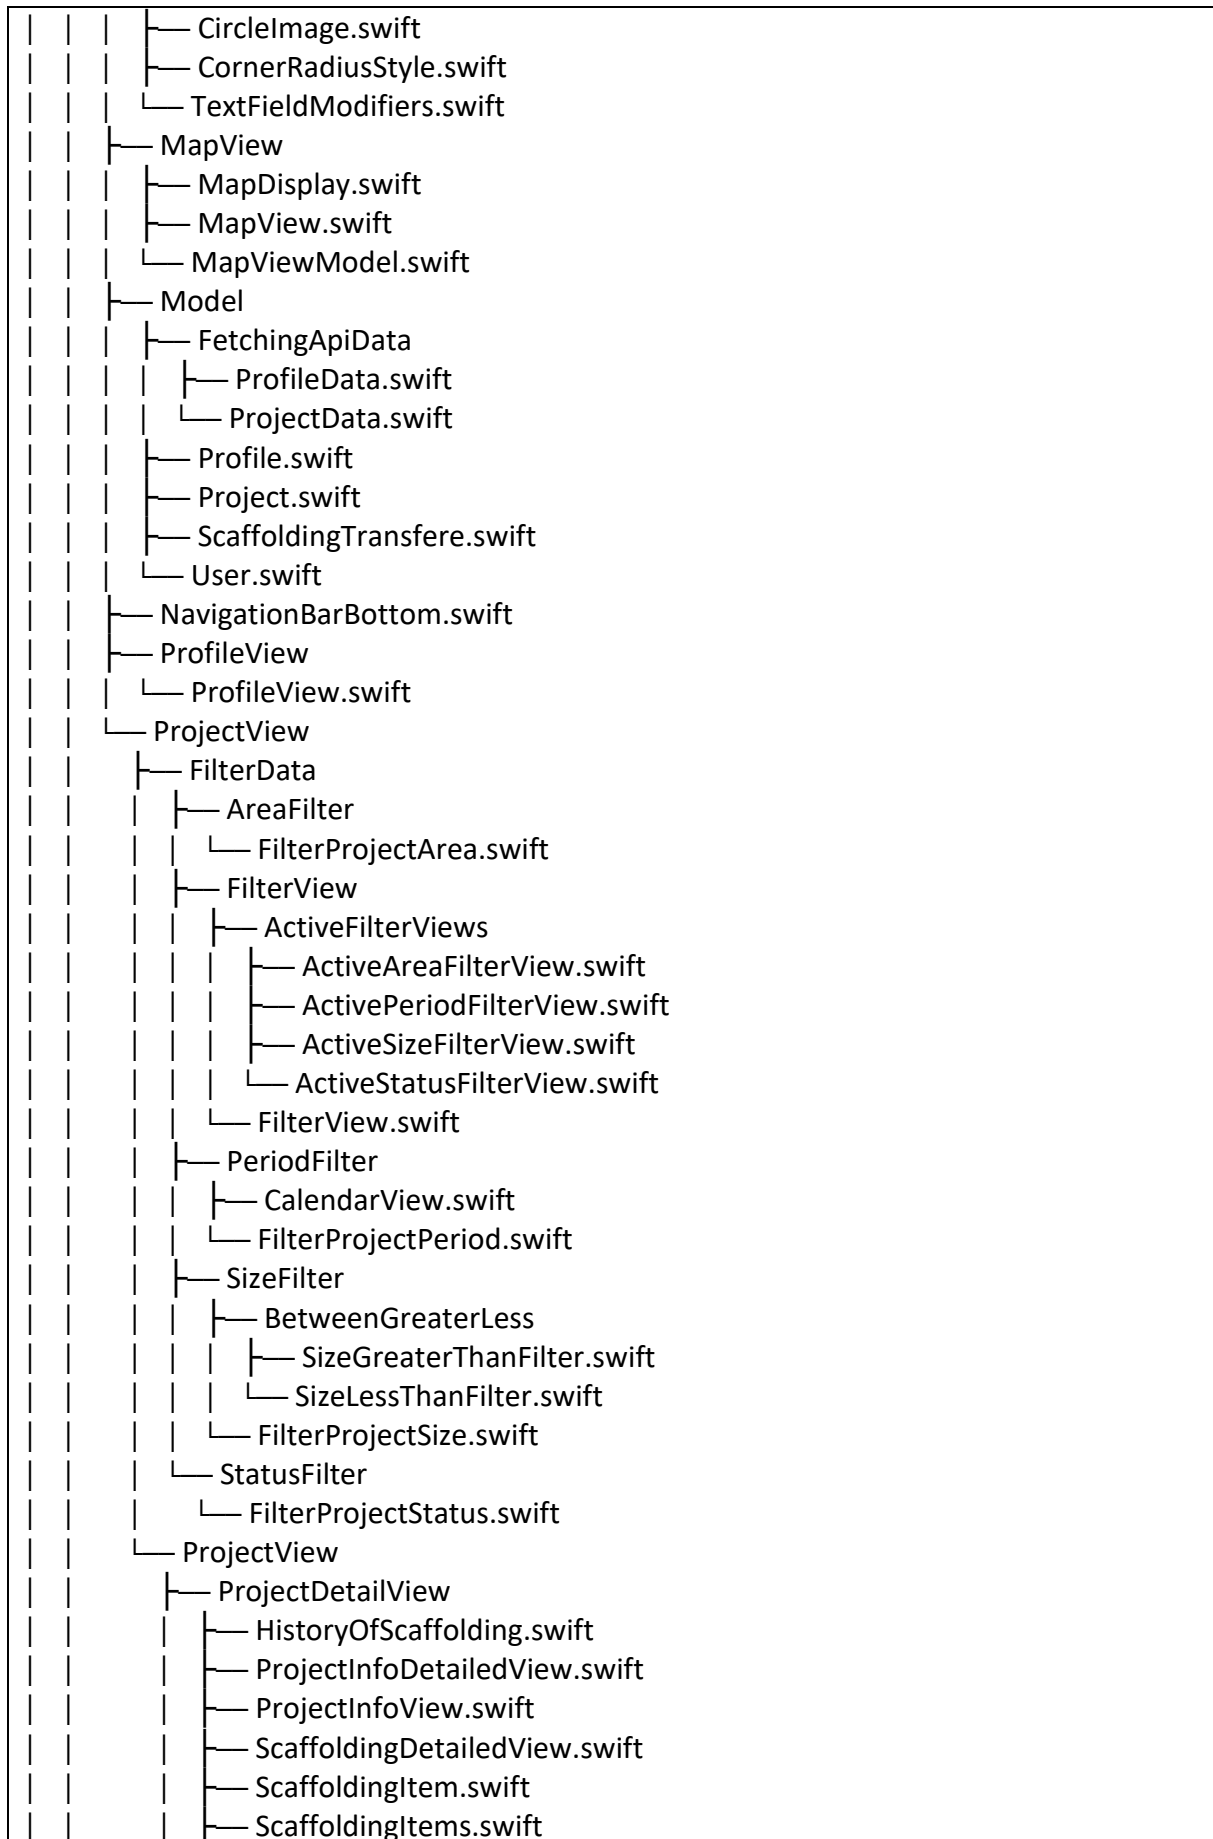 │   │   │   ├── CircleImage.swift
│   │   │   ├── CornerRadiusStyle.swift
│   │   │   └── TextFieldModifiers.swift
│   │   ├── MapView
│   │   │   ├── MapDisplay.swift
│   │   │   ├── MapView.swift
│   │   │   └── MapViewModel.swift
│   │   ├── Model
│   │   │   ├── FetchingApiData
│   │   │   │   ├── ProfileData.swift
│   │   │   │   └── ProjectData.swift
│   │   │   ├── Profile.swift
│   │   │   ├── Project.swift
│   │   │   ├── ScaffoldingTransfere.swift
│   │   │   └── User.swift
│   │   ├── NavigationBarBottom.swift
│   │   ├── ProfileView
│   │   │   └── ProfileView.swift
│   │   └── ProjectView
│   │       ├── FilterData
│   │       │   ├── AreaFilter
│   │       │   │   └── FilterProjectArea.swift
│   │       │   ├── FilterView
│   │       │   │   ├── ActiveFilterViews
│   │       │   │   │   ├── ActiveAreaFilterView.swift
│   │       │   │   │   ├── ActivePeriodFilterView.swift
│   │       │   │   │   ├── ActiveSizeFilterView.swift
│   │       │   │   │   └── ActiveStatusFilterView.swift
│   │       │   │   └── FilterView.swift
│   │       │   ├── PeriodFilter
│   │       │   │   ├── CalendarView.swift
│   │       │   │   └── FilterProjectPeriod.swift
│   │       │   ├── SizeFilter
│   │       │   │   ├── BetweenGreaterLess
│   │       │   │   │   ├── SizeGreaterThanFilter.swift
│   │       │   │   │   └── SizeLessThanFilter.swift
│   │       │   │   └── FilterProjectSize.swift
│   │       │   └── StatusFilter
│   │       │       └── FilterProjectStatus.swift
│   │       └── ProjectView
│   │           ├── ProjectDetailView
│   │           │   ├── HistoryOfScaffolding.swift
│   │           │   ├── ProjectInfoDetailedView.swift
│   │           │   ├── ProjectInfoView.swift
│   │           │   ├── ScaffoldingDetailedView.swift
│   │           │   ├── ScaffoldingItem.swift
│   │           │   ├── ScaffoldingItems.swift